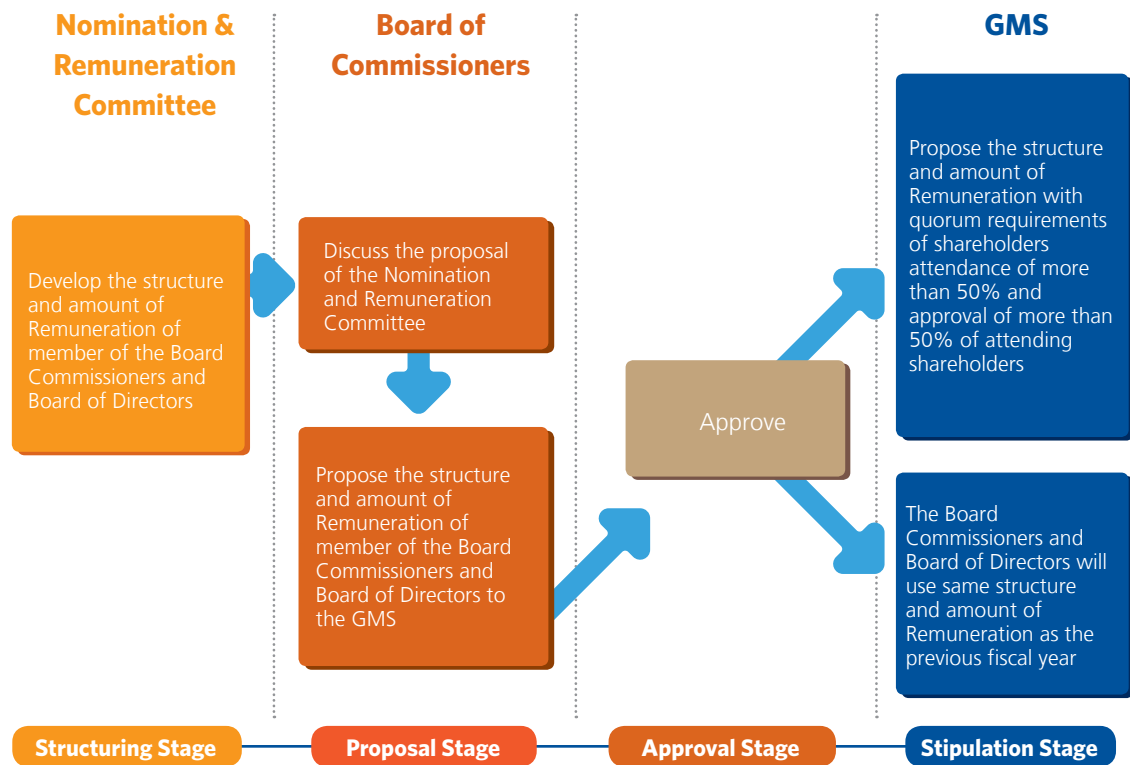 Nomination &
Remuneration
Committee
Board of
Commissioners
GMS
Develop the structure
and amount of
Remuneration of
member of the Board
Commissioners and
Board of Directors
Discuss the proposal
of the Nomination
and Remuneration
Committee
Propose the structure
and amount of
Remuneration of
member of the Board
Commissioners and
Board of Directors to
the GMS
Approve
Propose the structure
and amount of
Remuneration with
quorum requirements
of shareholders
attendance of more
than 50% and
approval of more than
50% of attending
shareholders
The Board
Commissioners and
Board of Directors will
use same structure
and amount of
Remuneration as the
previous fiscal year
Structuring Stage
Proposal Stage
Approval Stage
Stipulation Stage